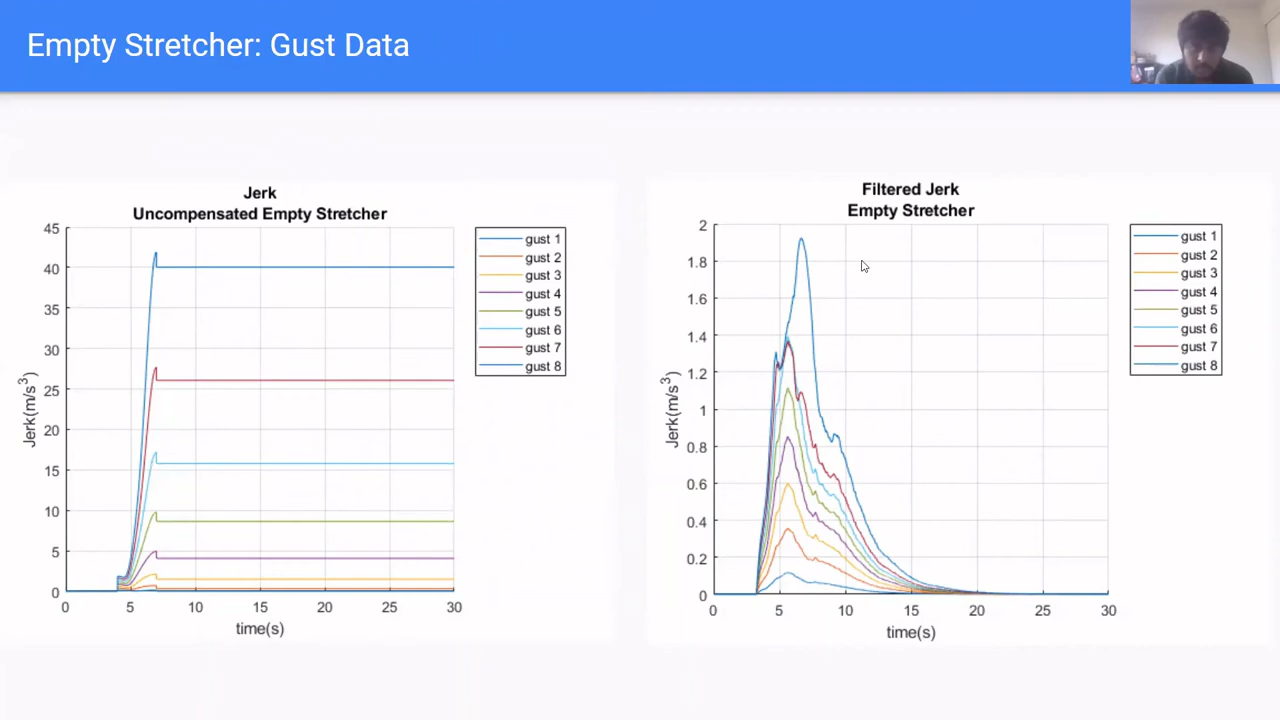 Empty Stretcher: Gust Data
Jerk
Uncompensated Empty Stretcher
45
40
35
30
25
20
15
10
5
0
Jerk(m/s³)
0 5 10 15 20 25 30
time(s)
gust 1
gust 2
gust 3
gust 4
gust 5
gust 6
gust 7
gust 8
Filtered Jerk
Empty Stretcher
2
1.8
1.6
1.4
1.2
1
0.8
0.6
0.4
0.2
0
Jerk(m/s³)
0 5 10 15 20 25 30
time(s)
gust 1
gust 2
gust 3
gust 4
gust 5
gust 6
gust 7
gust 8